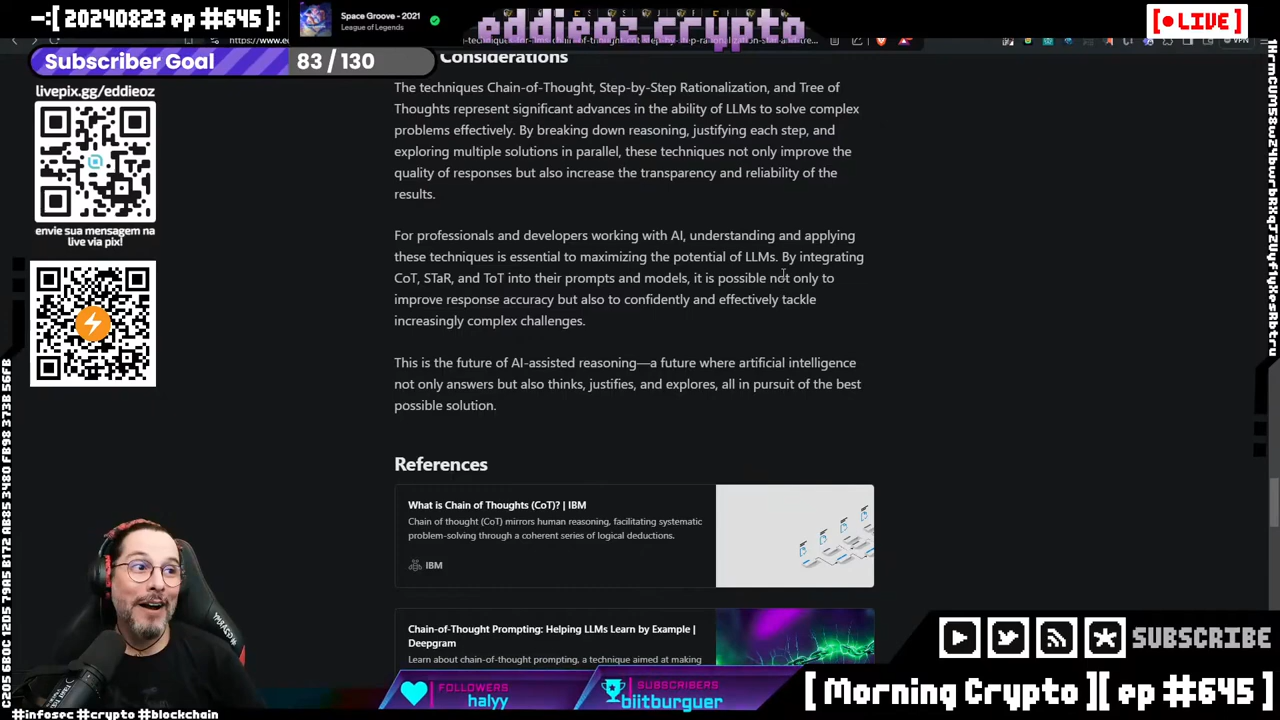 ~:[ 20240823 ep #645]:
Space Groove - 2021
League of Legends
eddieoz_crypto
[●LIVE]
Subscriber Goal
83 / 130
livepix.gg/eddieoz
envie sua mensagem na
live via pix!
Considerations
The techniques Chain-of-Thought, Step-by-Step Rationalization, and Tree of
Thoughts represent significant advances in the ability of LLMs to solve complex
problems effectively. By breaking down reasoning, justifying each step, and
exploring multiple solutions in parallel, these techniques not only improve the
quality of responses but also increase the transparency and reliability of the
results.
For professionals and developers working with AI, understanding and applying
these techniques is essential to maximizing the potential of LLMs. By integrating
CoT, STaR, and ToT into their prompts and models, it is possible not only to
improve response accuracy but also to confidently and effectively tackle
increasingly complex challenges.
This is the future of AI-assisted reasoning—a future where artificial intelligence
not only answers but also thinks, justifies, and explores, all in pursuit of the best
possible solution.
References
What is Chain of Thoughts (CoT)? | IBM
Chain of thought (CoT) mirrors human reasoning, facilitating systematic
problem-solving through a coherent series of logical deductions.
IBM
Chain-of-Thought Prompting: Helping LLMs Learn by Example |
Deepgram
Learn about chain-of-thought prompting, a technique aimed at making
C205 6B0C 12D5 79A5 B172 AB85 3480 FF8 373B 56FB
SUBSCRIBE
FOLLOWERS
halyy
SUBSCRIBERS
biitburguer
[ Morning Crypto ][ ep #645 ]
#infosec #crypto #blockchain